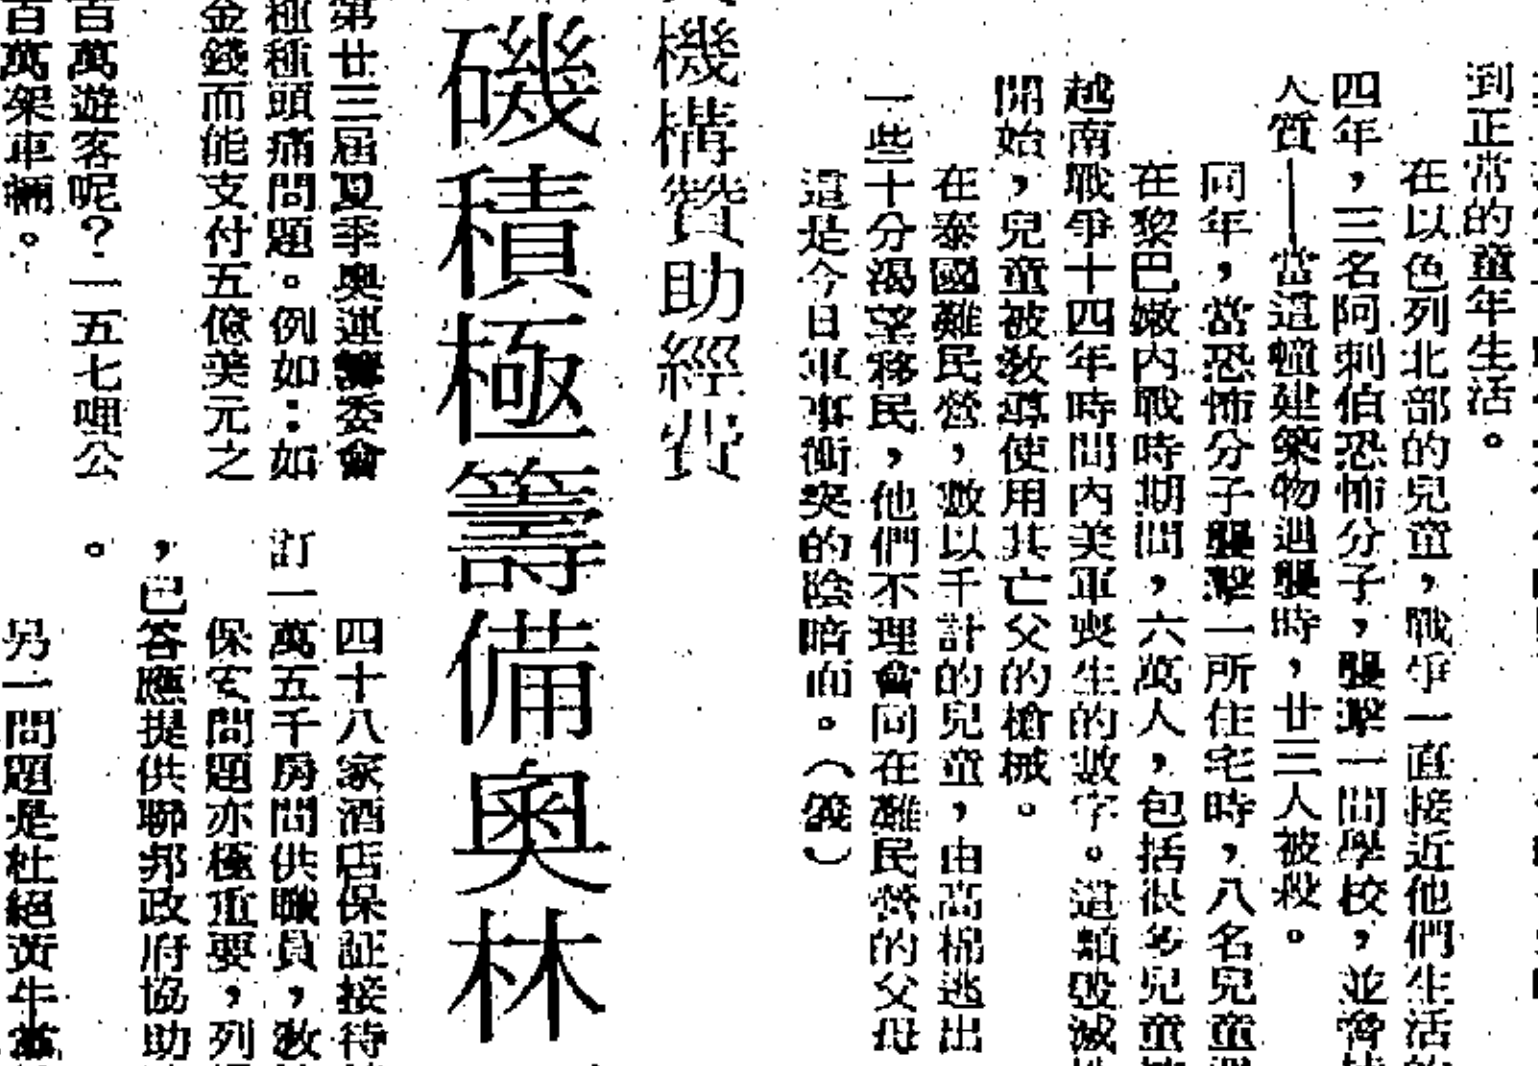 到正常的童年生活。
在以色列北部的兒童，戰爭一直接近他們生活的
四年，三名阿剌伯恐怖分子，襲擊一間學校，並脅
人質——當這幢建築物遇襲時，廿三人被殺。
同年，當恐怖分子襲擊一所住宅時，八名兒童
在黎巴嫩內戰時期間，六萬人，包括很多兒童
越南戰爭十四年時間內美軍喪生的數字。這類毀滅
開始，兒童被教導使用其亡父的槍械。
在泰國難民營，數以千計的兒童，由高棉逃出
一些十分渴望移民，他們不理會同在難民營的父母
這是今日軍事衝突的陰暗面。（簑）
機構贊助經費
磯積極籌備奧林
第廿三屆夏季奧運籌委會
種種頭痛問題。例如：如
金錢而能支付五億美元之
百萬遊客呢？一五七哩公
百萬架車輛。
四十八家酒店保証接待
訂一萬五千房間供職員，教
保安問題亦極重要，列
，已答應提供聯邦政府協助
。
另一問題是杜絕黃牛黨